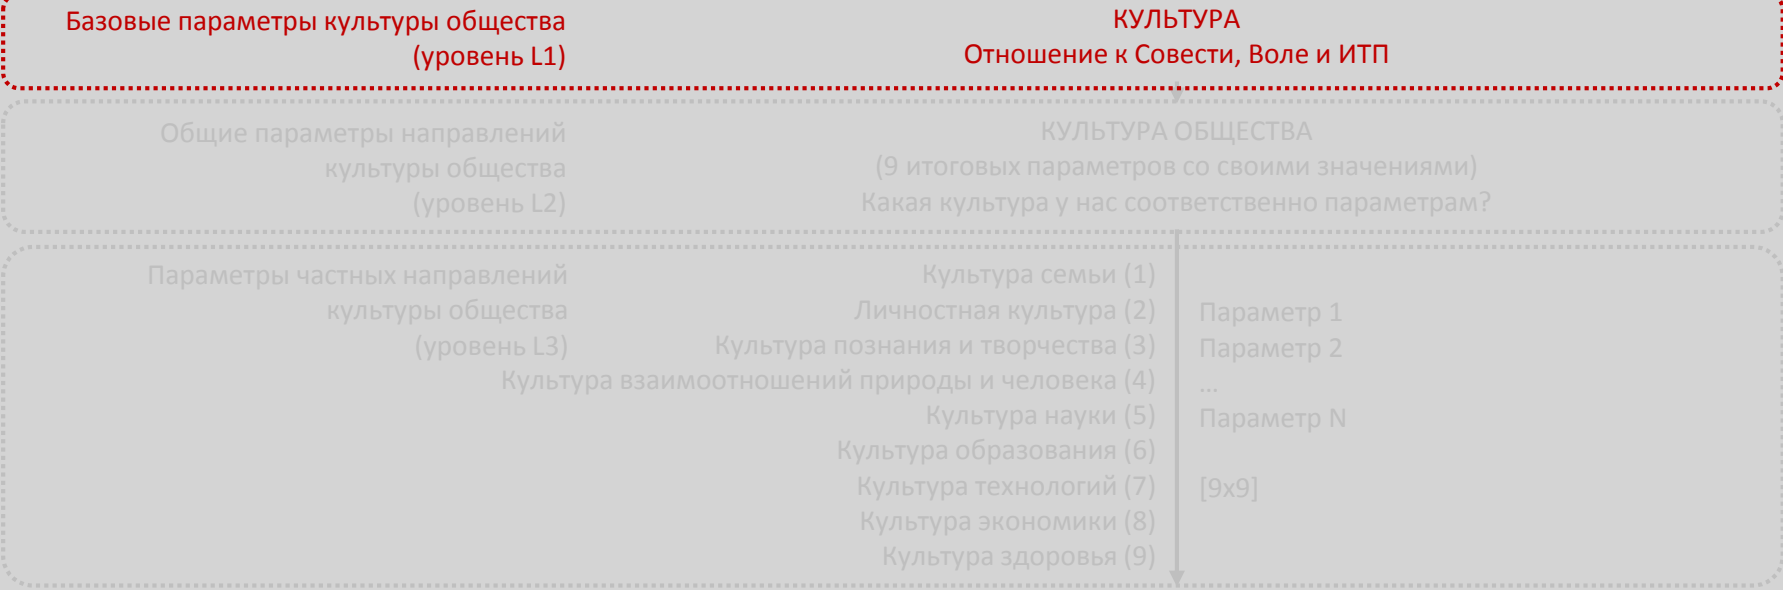 Базовые параметры культуры общества
(уровень L1)
КУЛЬТУРА
Отношение к Совести, Воле и ИТП
Общие параметры направлений
культуры общества
(уровень L2)
КУЛЬТУРА ОБЩЕСТВА
(9 итоговых параметров со своими значениями)
Какая культура у нас соответственно параметрам?
Параметры частных направлений
культуры общества
(уровень L3)
Культура семьи (1)
Личностная культура (2)
Культура познания и творчества (3)
Культура взаимоотношений природы и человека (4)
Культура науки (5)
Культура образования (6)
Культура технологий (7)
Культура экономики (8)
Культура здоровья (9)
Параметр 1
Параметр 2
...
Параметр N
[9x9]